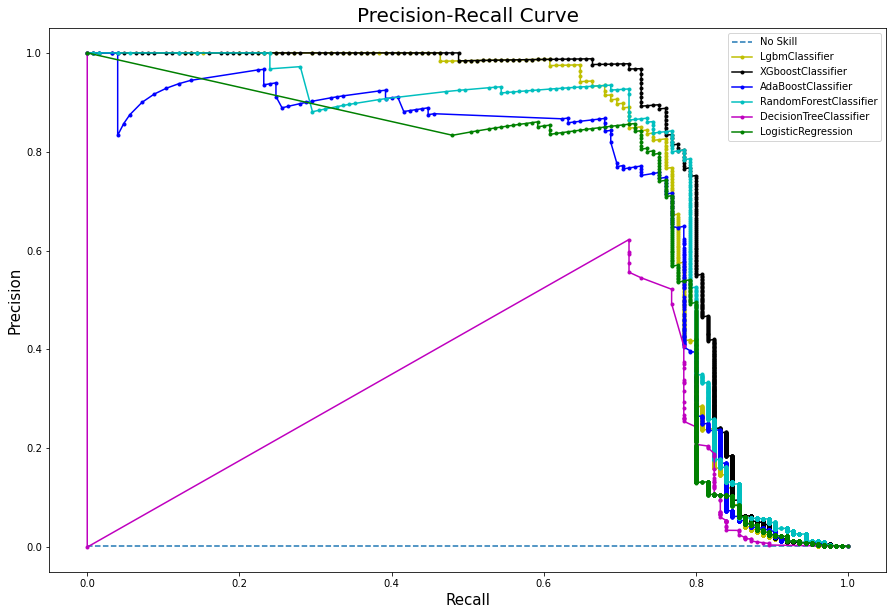 Precision-Recall Curve
No Skill
LgbmClassifier
XGboostClassifier
AdaBoostClassifier
RandomForestClassifier
DecisionTreeClassifier
LogisticRegression
Precision
1.0
0.8
0.6
0.4
0.2
0.0
0.0 0.2 0.4 0.6 0.8 1.0
Recall